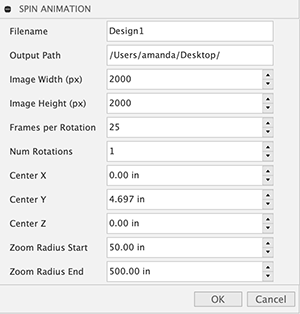 SPIN ANIMATION
Filename Design1
Output Path /Users/amanda/Desktop/
Image Width (px) 2000
Image Height (px) 2000
Frames per Rotation 25
Num Rotations 1
Center X 0.00 in
Center Y 4.697 in
Center Z 0.00 in
Zoom Radius Start 50.00 in
Zoom Radius End 500.00 in
OK Cancel